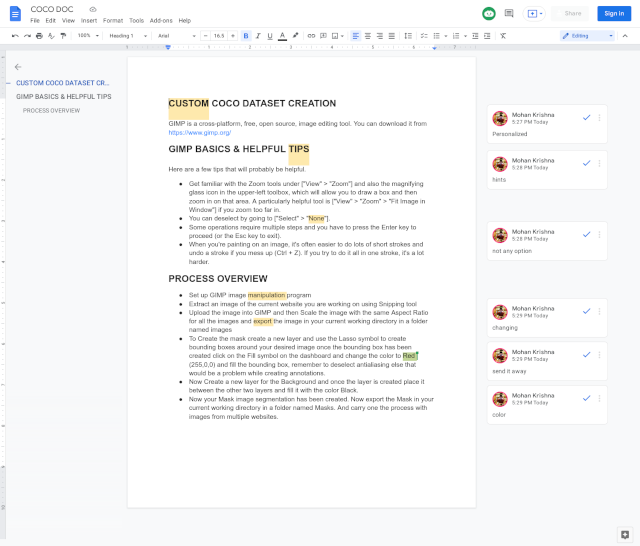 COCO DOC
File Edit View Insert Format Tools Add-ons Help
Share
Sign in
100% Heading 1 Arial 16.5 B I U A
Editing
CUSTOM COCO DATASET CR...
GIMP BASICS & HELPFUL TIPS
PROCESS OVERVIEW
CUSTOM COCO DATASET CREATION
GIMP is a cross-platform, free, open source, image editing tool. You can download it from
https://www.gimp.org/
GIMP BASICS & HELPFUL TIPS
Here are a few tips that will probably be helpful.
● Get familiar with the Zoom tools under ["View" > "Zoom"] and also the magnifying
glass icon in the upper-left toolbox, which will allow you to draw a box and then
zoom in on that area. A particularly helpful tool is ["View" > "Zoom" > "Fit Image in
Window"] if you zoom too far in.
● You can deselect by going to ["Select" > "None"].
● Some operations require multiple steps and you have to press the Enter key to
proceed (or the Esc key to exit).
● When you're painting on an image, it's often easier to do lots of short strokes and
undo a stroke if you mess up (Ctrl + Z). If you try to do it all in one stroke, it's a lot
harder.
PROCESS OVERVIEW
● Set up GIMP image manipulation program
● Extract an image of the current website you are working on using Snipping tool
● Upload the image into GIMP and then Scale the image with the same Aspect Ratio
for all the images and export the image in your current working directory in a folder
named images
● To Create the mask create a new layer and use the Lasso symbol to create
bounding boxes around your desired image once the bounding box has been
created click on the Fill symbol on the dashboard and change the color to Red
(255,0,0) and fill the bounding box, remember to deselect antialiasing else that
would be a problem while creating annotations.
● Now Create a new layer for the Background and once the layer is created place it
between the other two layers and fill it with the color Black.
● Now your Mask image segmentation has been created. Now export the Mask in your
current working directory in a folder named Masks. And carry one the process with
images from multiple websites.
Mohan Krishna
5:27 PM Today
Personalized
Mohan Krishna
5:28 PM Today
hints
Mohan Krishna
5:28 PM Today
not any option
Mohan Krishna
5:29 PM Today
changing
Mohan Krishna
5:29 PM Today
send it away
Mohan Krishna
5:29 PM Today
color